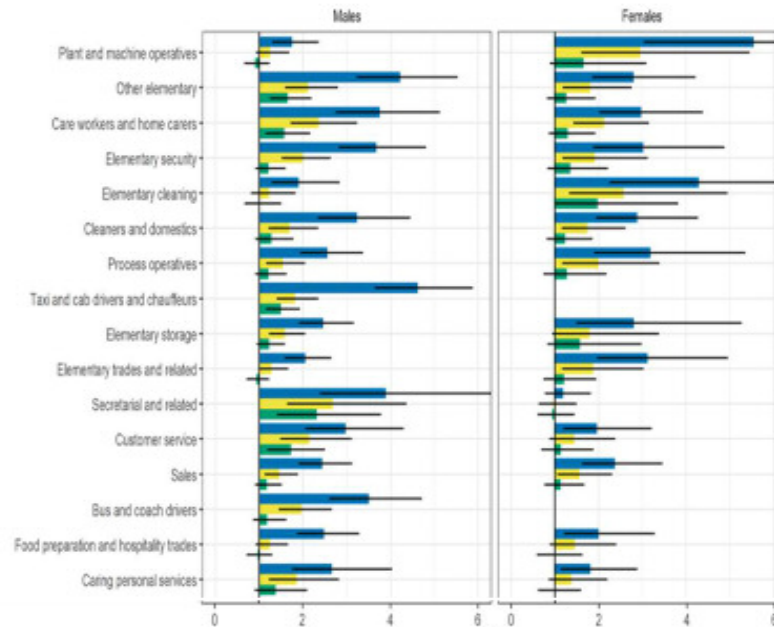 Males Females
Plant and machine operatives
Other elementary
Care workers and home carers
Elementary security
Elementary cleaning
Cleaners and domestics
Process operatives
Taxi and cab drivers and chauffeurs
Elementary storage
Elementary trades and related
Secretarial and related
Customer service
Sales
Bus and coach drivers
Food preparation and hospitality trades
Caring personal services
0 2 4 6 0 2 4 6